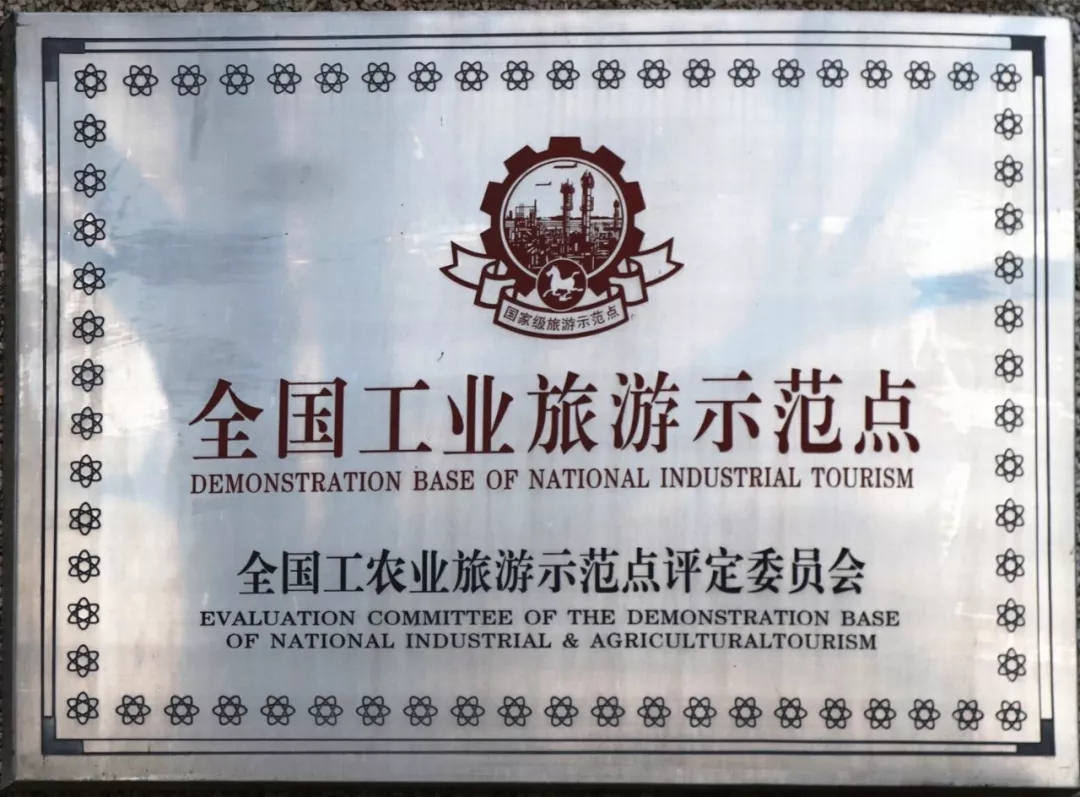 国家级旅游示范点
全国工业旅游示范点
DEMONSTRATION BASE OF NATIONAL INDUSTRIAL TOURISM
全国工农业旅游示范点评定委员会
EVALUATION COMMITTEE OF THE DEMONSTRATION BASE
OF NATIONAL INDUSTRIAL & AGRICULTURALTOURISM